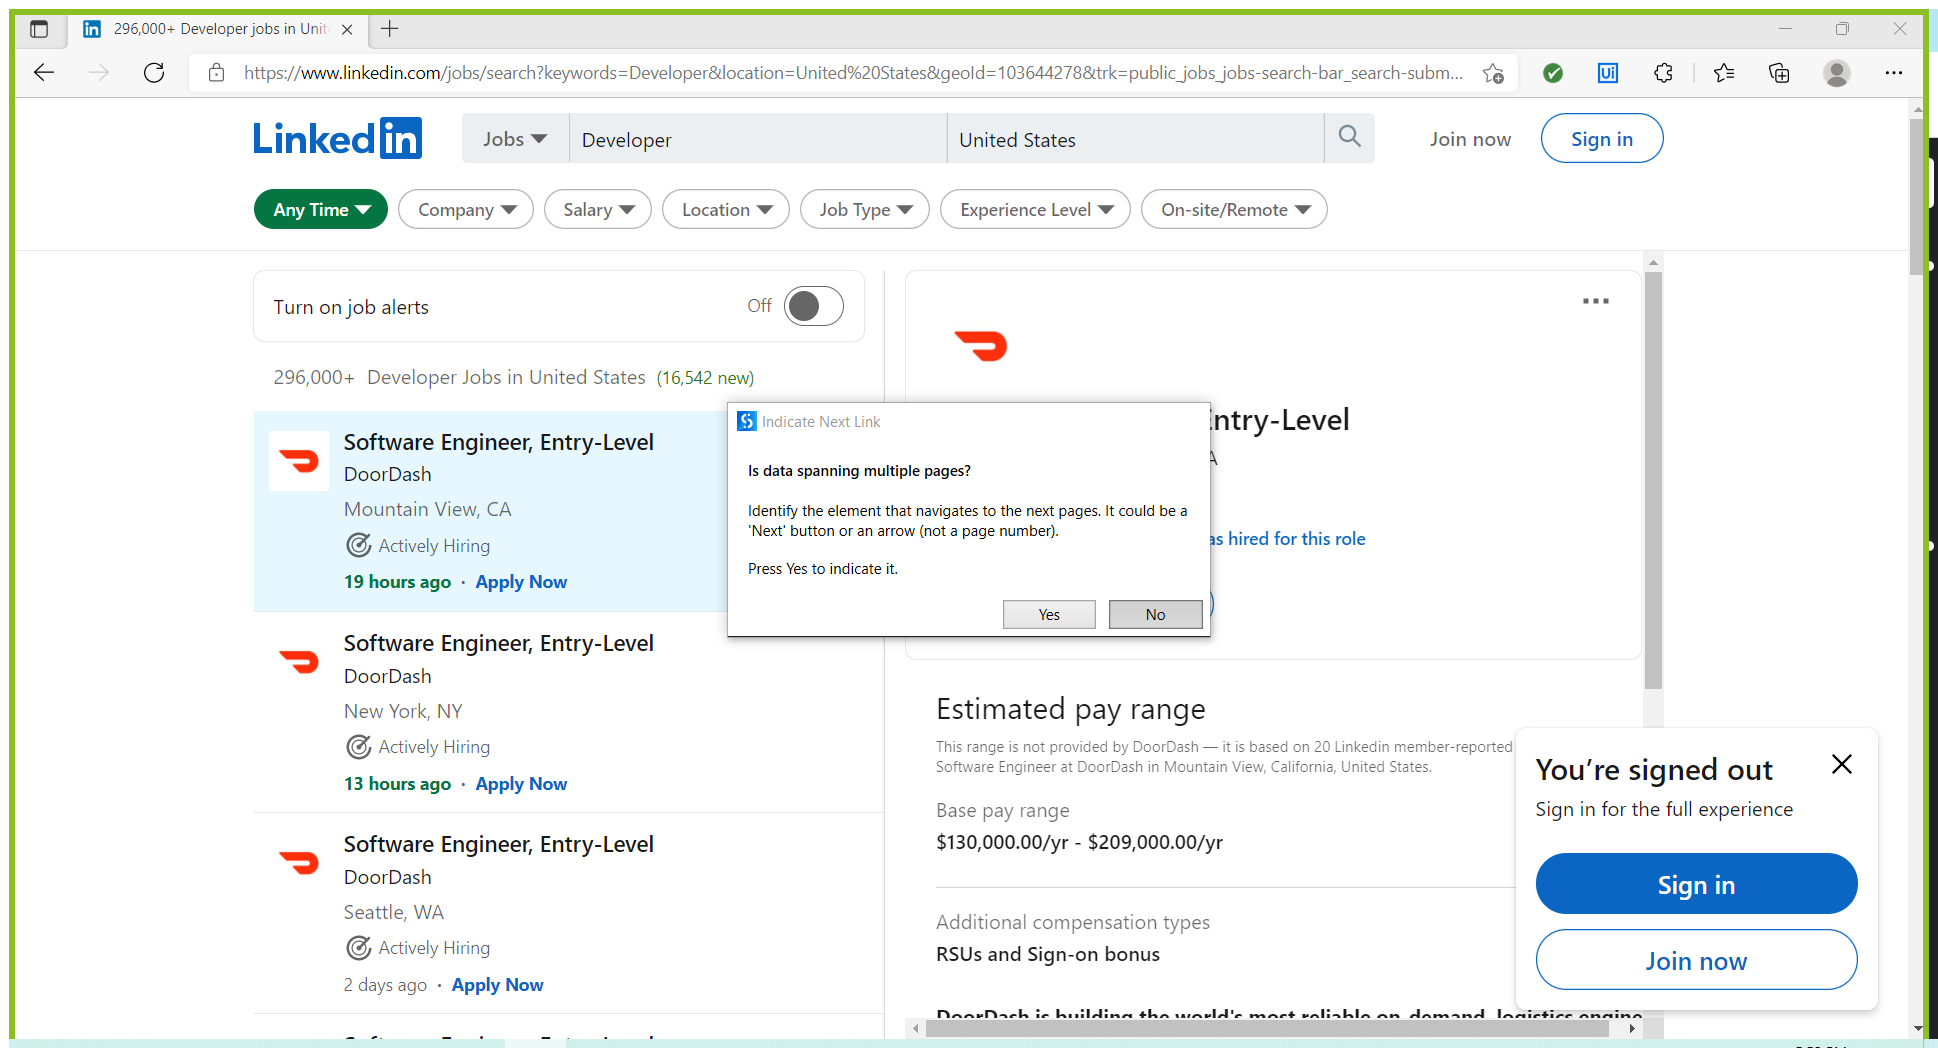 296,000+ Developer jobs in Unit
https://www.linkedin.com/jobs/search?keywords=Developer&location=United%20States&geoId=103644278&trk=public_jobs_jobs-search-bar_search-subm...
Linkedin
Jobs
Developer
United States
Join now
Sign in
Any Time
Company
Salary
Location
Job Type
Experience Level
On-site/Remote
Turn on job alerts
Off
296,000+ Developer Jobs in United States (16,542 new)
Software Engineer, Entry-Level
DoorDash
Mountain View, CA
Actively Hiring
19 hours ago · Apply Now
Software Engineer, Entry-Level
DoorDash
New York, NY
Actively Hiring
13 hours ago · Apply Now
Software Engineer, Entry-Level
DoorDash
Seattle, WA
Actively Hiring
2 days ago · Apply Now
Indicate Next Link
Is data spanning multiple pages?
Identify the element that navigates to the next pages. It could be a
'Next' button or an arrow (not a page number).
Press Yes to indicate it.
Yes
No
Entry-Level
A
as hired for this role
Estimated pay range
This range is not provided by DoorDash — it is based on 20 Linkedin member-reported
Software Engineer at DoorDash in Mountain View, California, United States.
Base pay range
$130,000.00/yr - $209,000.00/yr
Additional compensation types
RSUs and Sign-on bonus
DoorDash is building the world's most reliable on-demand, logistics engine
You're signed out
Sign in for the full experience
Sign in
Join now